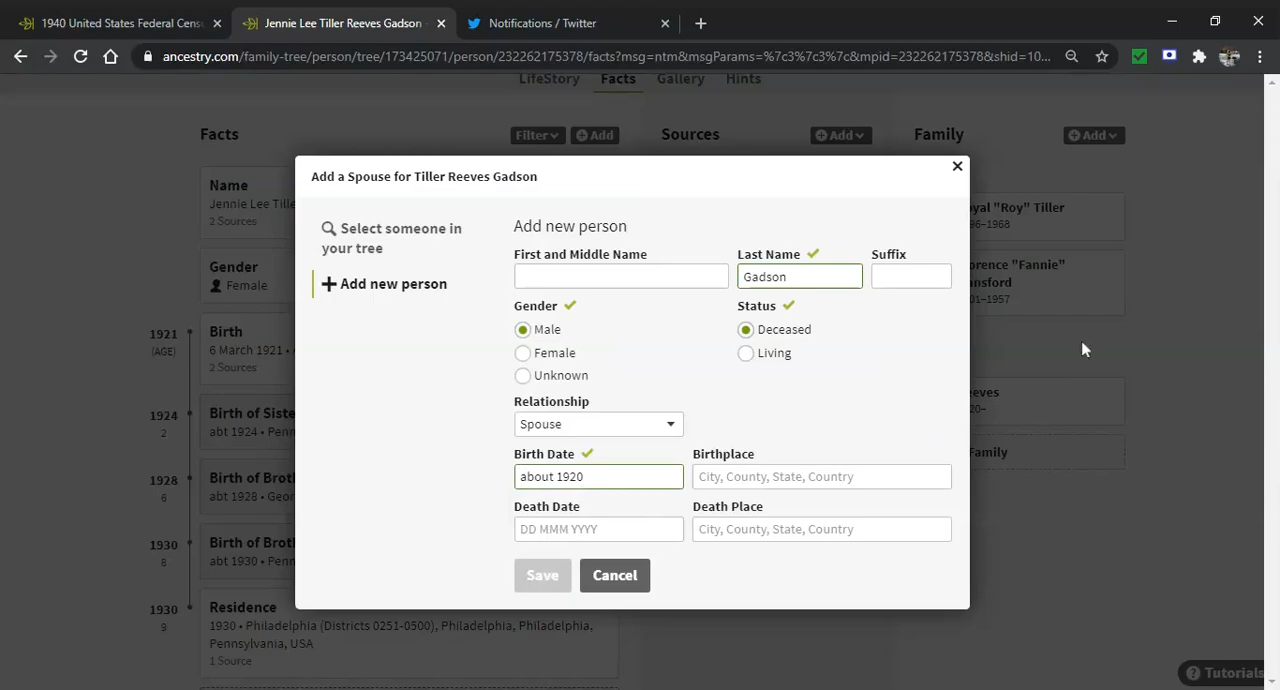 1940 United States Federal Cens
Jennie Lee Tiller Reeves Gadson
Notifications / Twitter
ancestry.com/family-tree/person/tree/173425071/person/232262175378/facts?msg=ntm&msgParams=%7c3%7c3%7c&mpid=232262175378&shid=10...
LifeStory Facts Gallery Hints
Facts Filter Add Sources Add Family Add
Add a Spouse for Tiller Reeves Gadson
Name
Jennie Lee Tille
2 Sources
Gender
Female
1921
(AGE)
Birth
6 March 1921 •
2 Sources
1924
2
Birth of Siste
abt 1924 • Penn
1928
6
Birth of Broth
abt 1928 • Geor
1930
8
Birth of Broth
abt 1930 • Penn
1930
9
Residence
1930 • Philadelphia (Districts 0251-0500), Philadelphia, Philadelphia,
Pennsylvania, USA
1 Source
Select someone in
your tree
Add new person
Add new person
First and Middle Name Last Name Suffix
Gadson
Gender Status
Male Deceased
Female Living
Unknown
Relationship
Spouse
Birth Date Birthplace
about 1920 City, County, State, Country
Death Date Death Place
DD MMM YYYY City, County, State, Country
Save Cancel
oyal "Roy" Tiller
96–1968
orence "Fannie"
nsford
01–1957
eeves
20–
Family
Tutorials